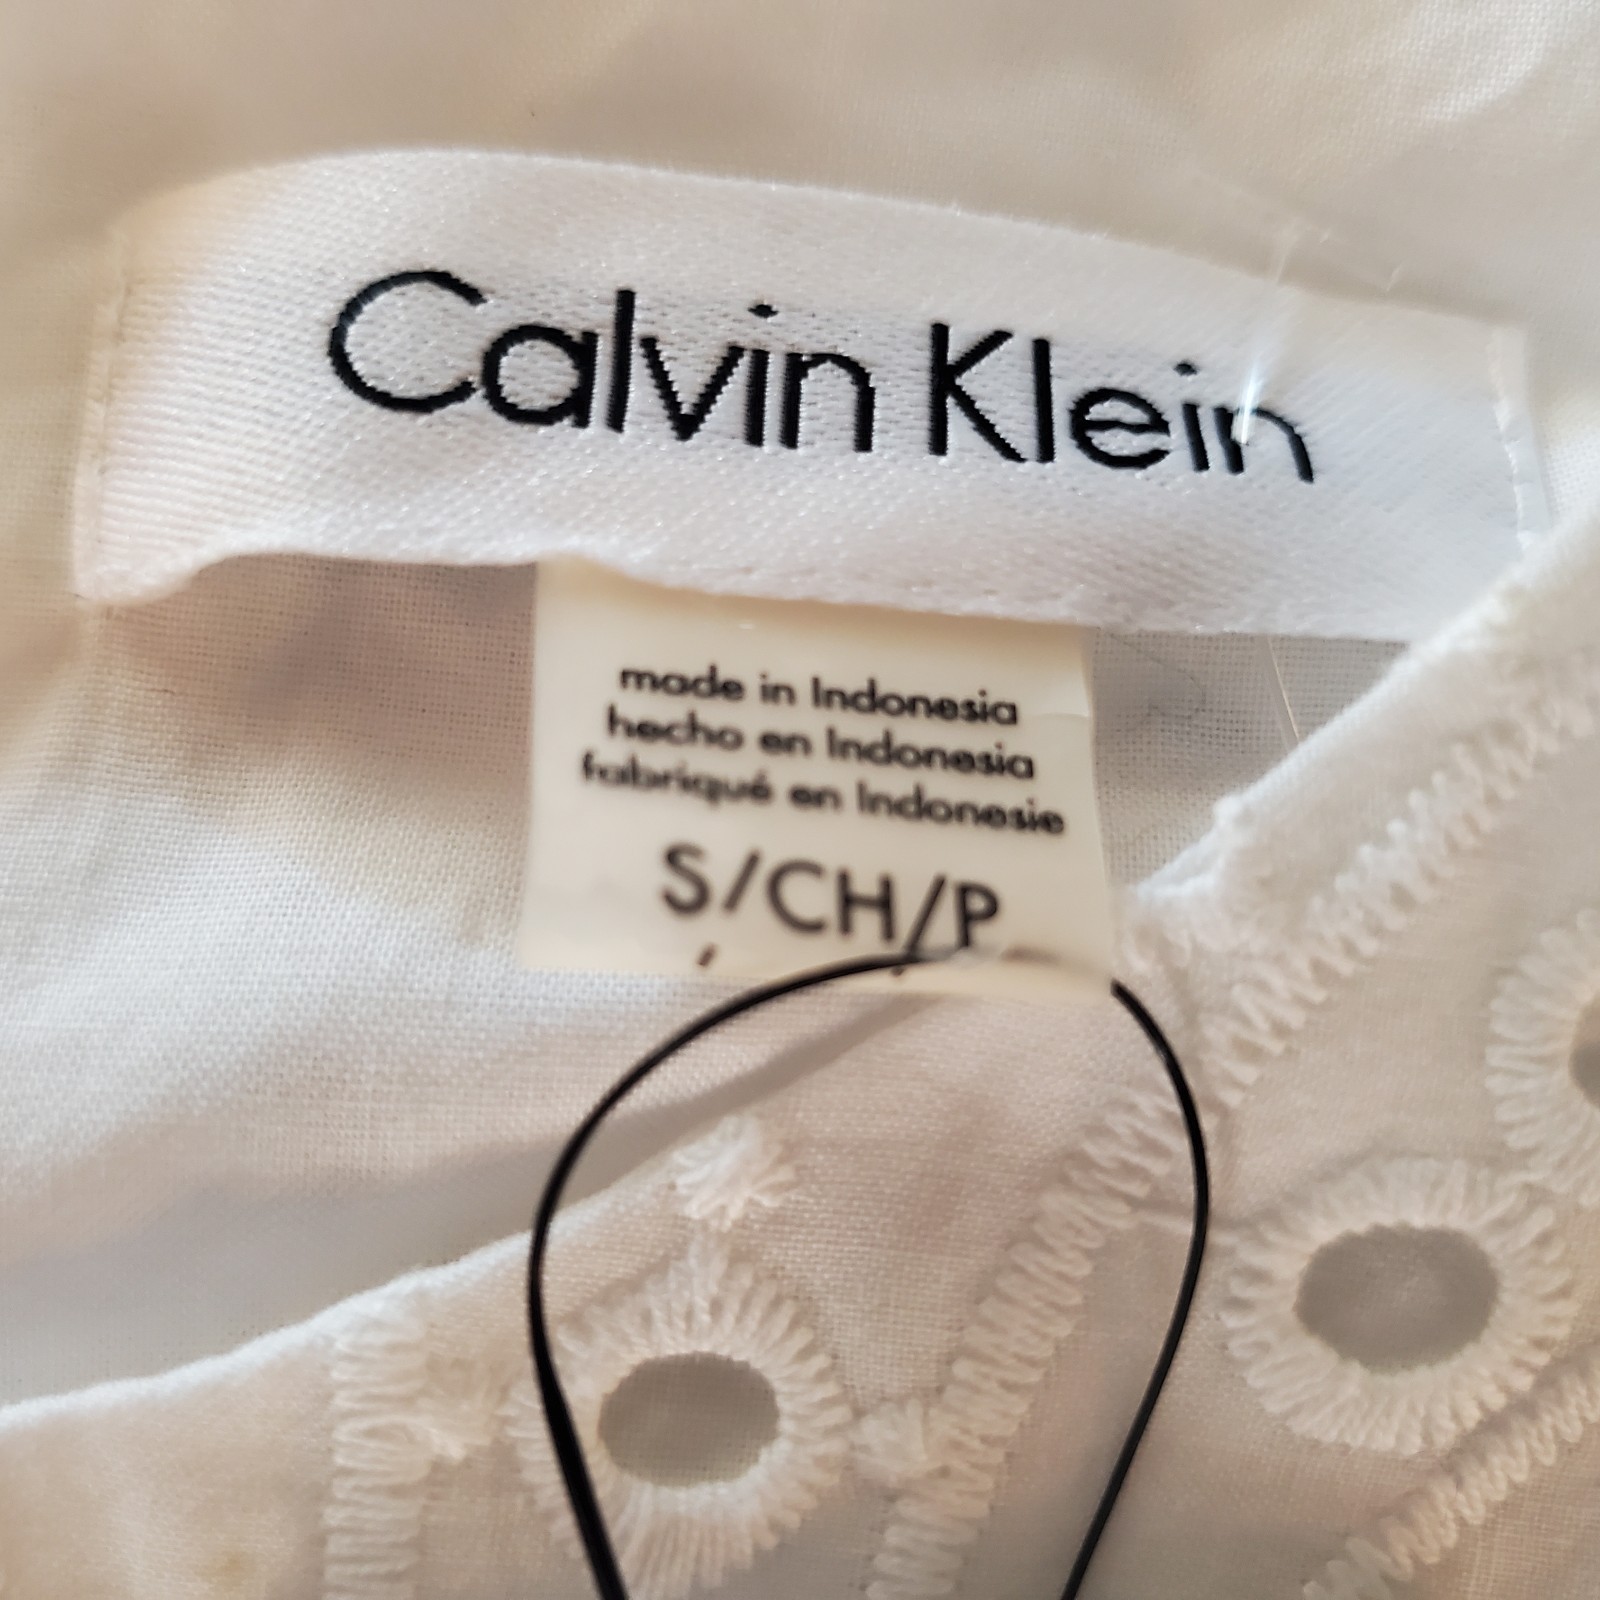 Calvin Klein
made in Indonesia
hecho en Indonesia
fabriqué en Indonesie
S/CH/P